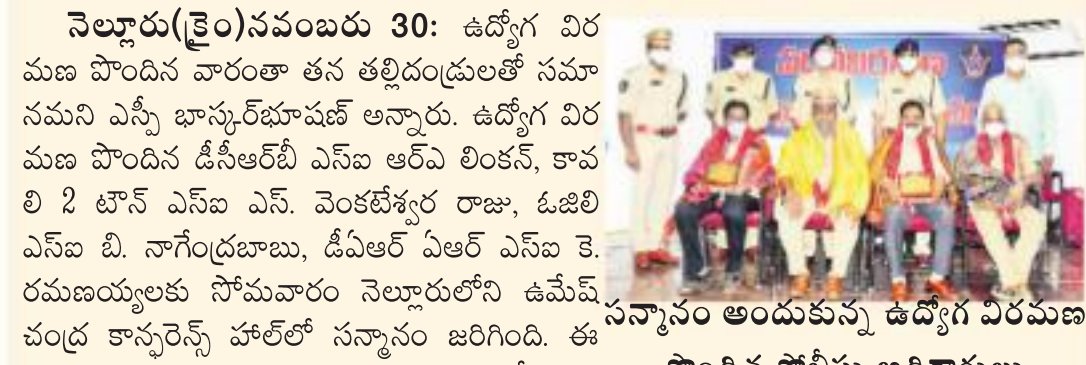 నెల్లూరు(క్రైం)నవంబరు 30: ఉద్యోగ విర
మణ పొందిన వారంతా తన తల్లిదండ్రులతో సమా
నమని ఎస్పీ భాస్కర్‌భూషణ్ అన్నారు. ఉద్యోగ విర
మణ పొందిన డీసీఆర్‌బీ ఎస్ఐ ఆర్ఎ లింకన్, కావ
లి 2 టౌన్ ఎస్ఐ ఎస్. వెంకటేశ్వర రాజు, ఓజిలి
ఎస్ఐ బి. నాగేంద్రబాబు, డీఏఆర్ ఏఆర్ ఎస్ఐ కె.
రమణయ్యలకు సోమవారం నెల్లూరులోని ఉమేష్
చంద్ర కాన్ఫరెన్స్ హాల్‌లో సన్మానం జరిగింది. ఈ
సన్మానం అందుకున్న ఉద్యోగ విరమణ